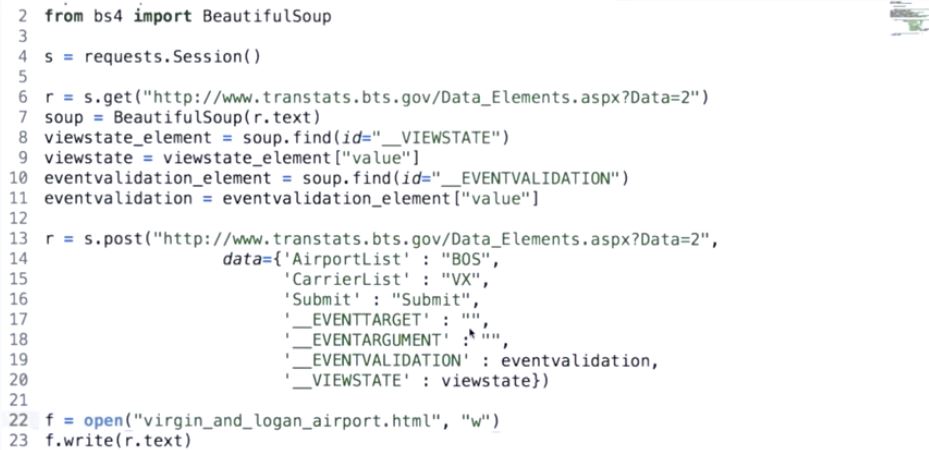 2 from bs4 import BeautifulSoup
3
4 s = requests.Session()
5
6 r = s.get("http://www.transtats.bts.gov/Data_Elements.aspx?Data=2")
7 soup = BeautifulSoup(r.text)
8 viewstate_element = soup.find(id="__VIEWSTATE")
9 viewstate = viewstate_element["value"]
10 eventvalidation_element = soup.find(id="__EVENTVALIDATION")
11 eventvalidation = eventvalidation_element["value"]
12
13 r = s.post("http://www.transtats.bts.gov/Data_Elements.aspx?Data=2",
14 data={'AirportList' : "BOS",
15 'CarrierList' : "VX",
16 'Submit' : "Submit",
17 '__EVENTTARGET' : "",
18 '__EVENTARGUMENT' : "",
19 '__EVENTVALIDATION' : eventvalidation,
20 '__VIEWSTATE' : viewstate})
21
22 f = open("virgin_and_logan_airport.html", "w")
23 f.write(r.text)